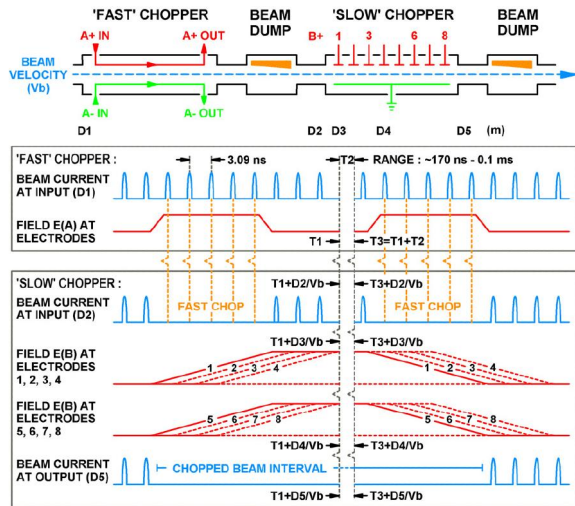 'FAST' CHOPPER
BEAM DUMP
'SLOW' CHOPPER
BEAM DUMP
A+ IN
A+ OUT
B+
1
3
6
8
BEAM VELOCITY (Vb)
A- IN
A- OUT
D1
D2
D3
D4
D5
(m)
'FAST' CHOPPER :
3.09 ns
T2
RANGE : ~170 ns - 0.1 ms
BEAM CURRENT
AT INPUT (D1)
FIELD E(A) AT
ELECTRODES
T1
T3=T1+T2
'SLOW' CHOPPER :
T1+D2/Vb
T3+D2/Vb
BEAM CURRENT
AT INPUT (D2)
FAST CHOP
FAST CHOP
T1+D3/Vb
T3+D3/Vb
FIELD E(B) AT
ELECTRODES
1, 2, 3, 4
1
2
3
4
1
2
3
4
FIELD E(B) AT
ELECTRODES
5, 6, 7, 8
5
6
7
8
5
6
7
8
T1+D4/Vb
T3+D4/Vb
BEAM CURRENT
AT OUTPUT (D5)
CHOPPED BEAM INTERVAL
T1+D5/Vb
T3+D5/Vb